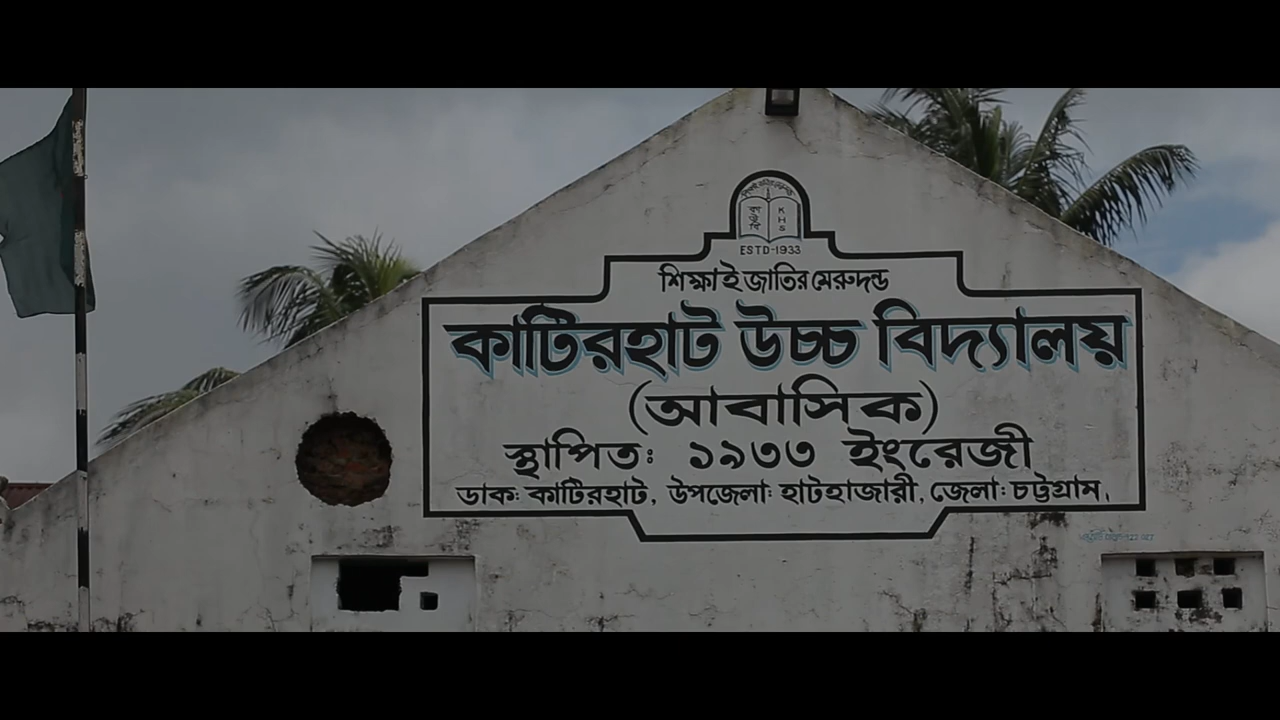 কা
উ
বি
K
H
S
ESTD-1933
শিক্ষাই জাতির মেরুদন্ড
কাটিরহাট উচ্চ বিদ্যালয়
(আবাসিক)
স্থাপিতঃ ১৯৩৩ ইংরেজী
ডাক: কাটিরহাট, উপজেলা: হাটহাজারী, জেলা: চট্টগ্রাম,